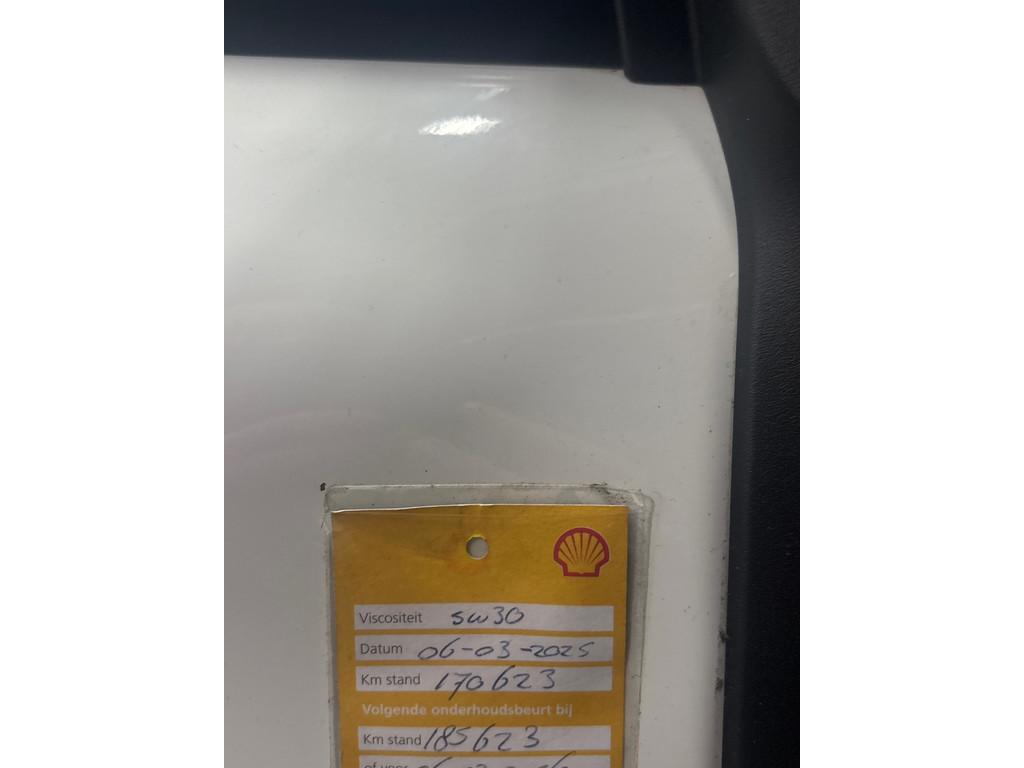 Viscositeit 5w30
Datum 06-03-2025
Km stand 170623
Volgende onderhoudsbeurt bij
Km stand 185623